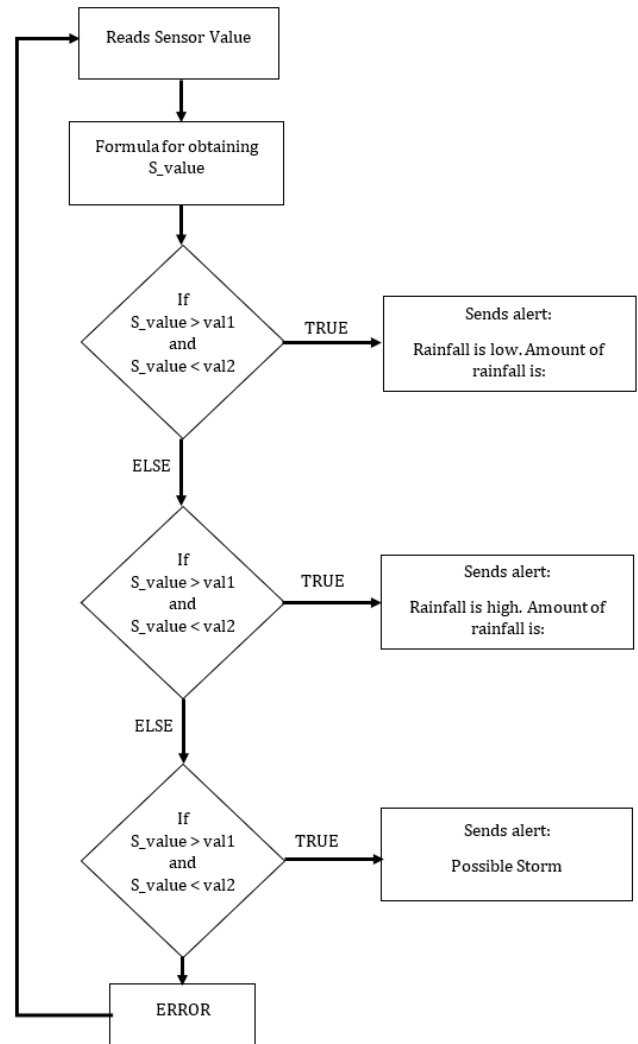 Reads Sensor Value
Formula for obtaining
S_value
If
S_value > val1
and
S_value < val2
TRUE
Sends alert:
Rainfall is low. Amount of
rainfall is:
ELSE
If
S_value > val1
and
S_value < val2
TRUE
Sends alert:
Rainfall is high. Amount of
rainfall is:
ELSE
If
S_value > val1
and
S_value < val2
TRUE
Sends alert:
Possible Storm
ERROR